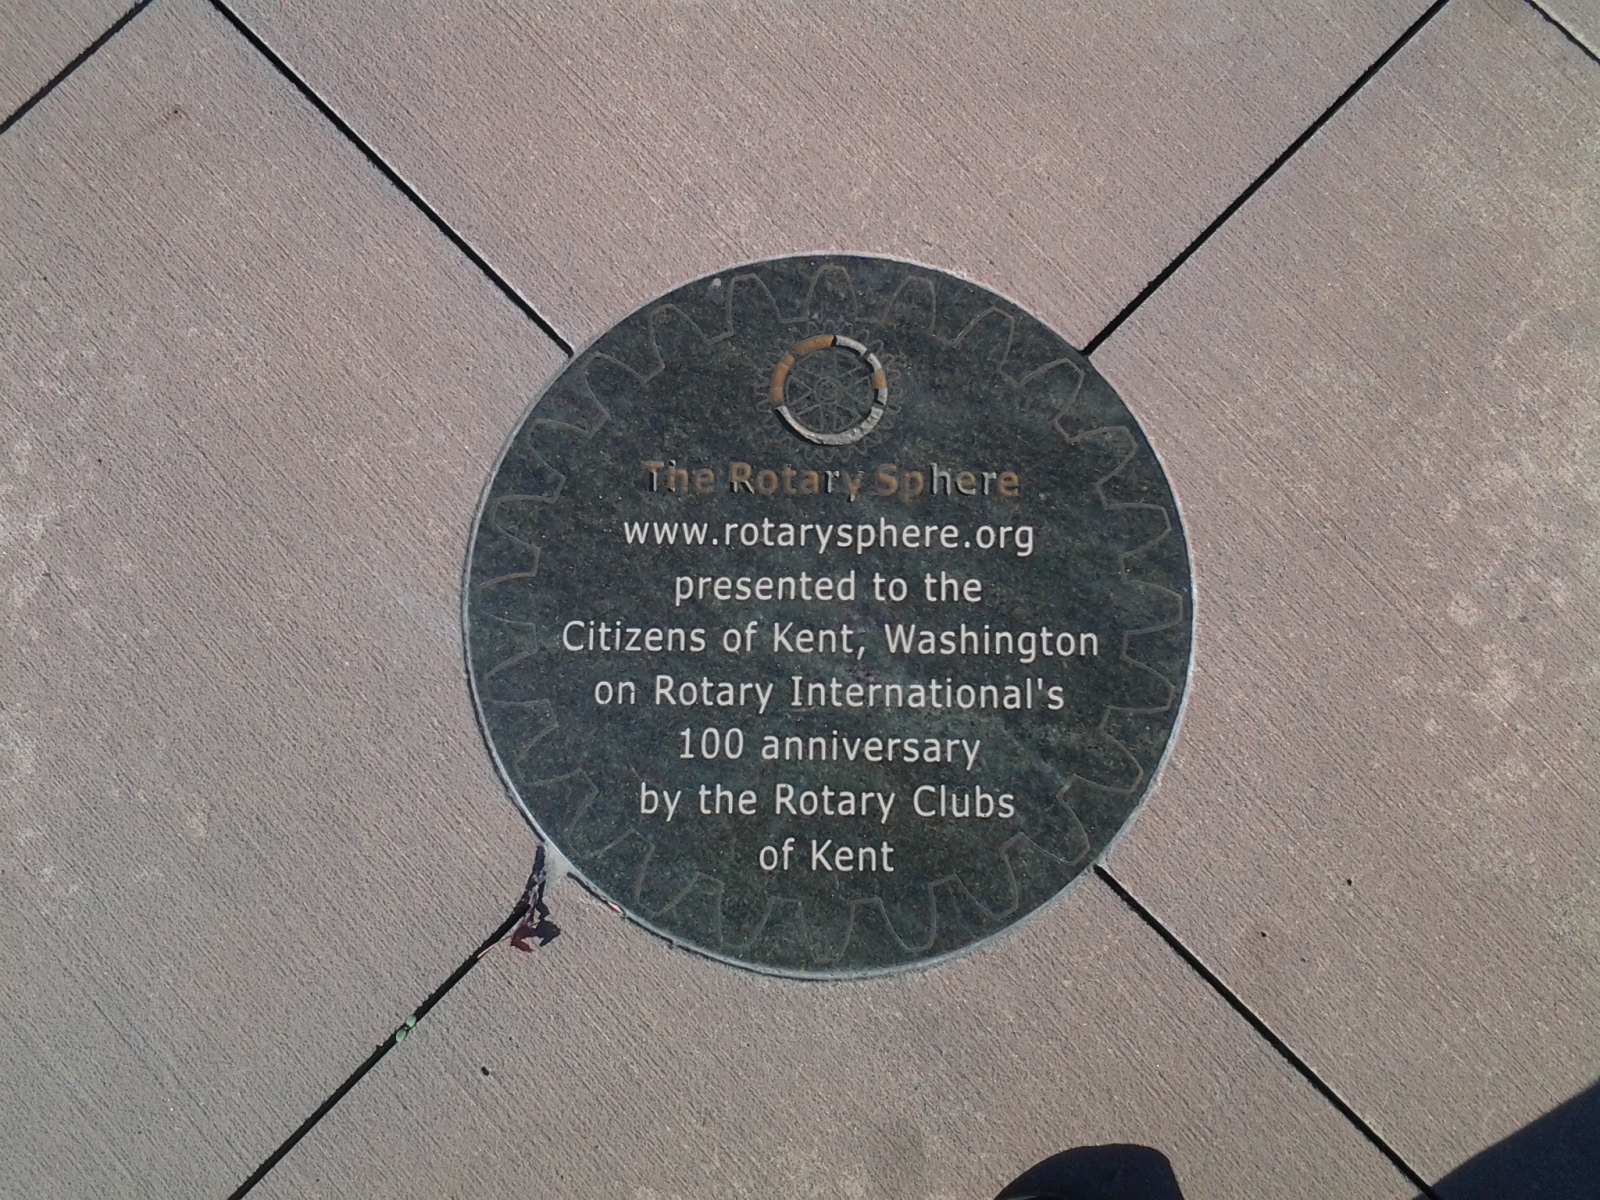 The Rotary Sphere
www.rotarysphere.org
presented to the
Citizens of Kent, Washington
on Rotary International's
100 anniversary
by the Rotary Clubs
of Kent